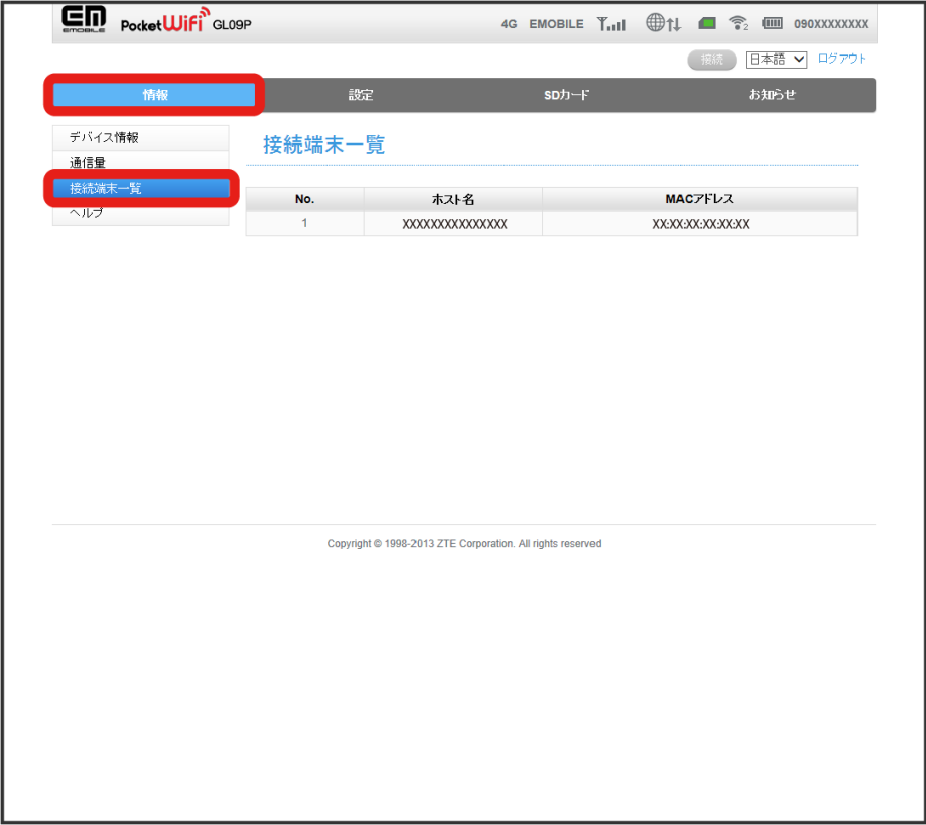 EM EMOBILE Pocket WiFi GL09P 4G EMOBILE 2 090XXXXXXXX
接続 日本語 ログアウト
情報 設定 SDカード お知らせ
デバイス情報
通信量
接続端末一覧
ヘルプ
接続端末一覧
No. ホスト名 MACアドレス
1 XXXXXXXXXXXXXXX XX:XX:XX:XX:XX:XX
Copyright © 1998-2013 ZTE Corporation. All rights reserved